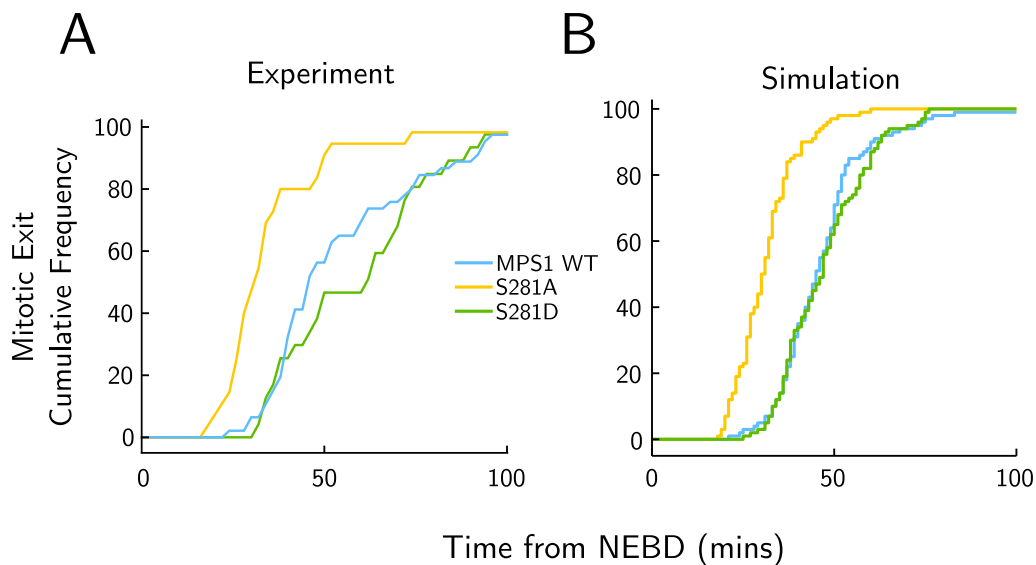 A
B
Experiment
Simulation
Mitotic Exit
Cumulative Frequency
100
80
60
40
20
0
0
50
100
MPS1 WT
S281A
S281D
100
80
60
40
20
0
0
50
100
Time from NEBD (mins)